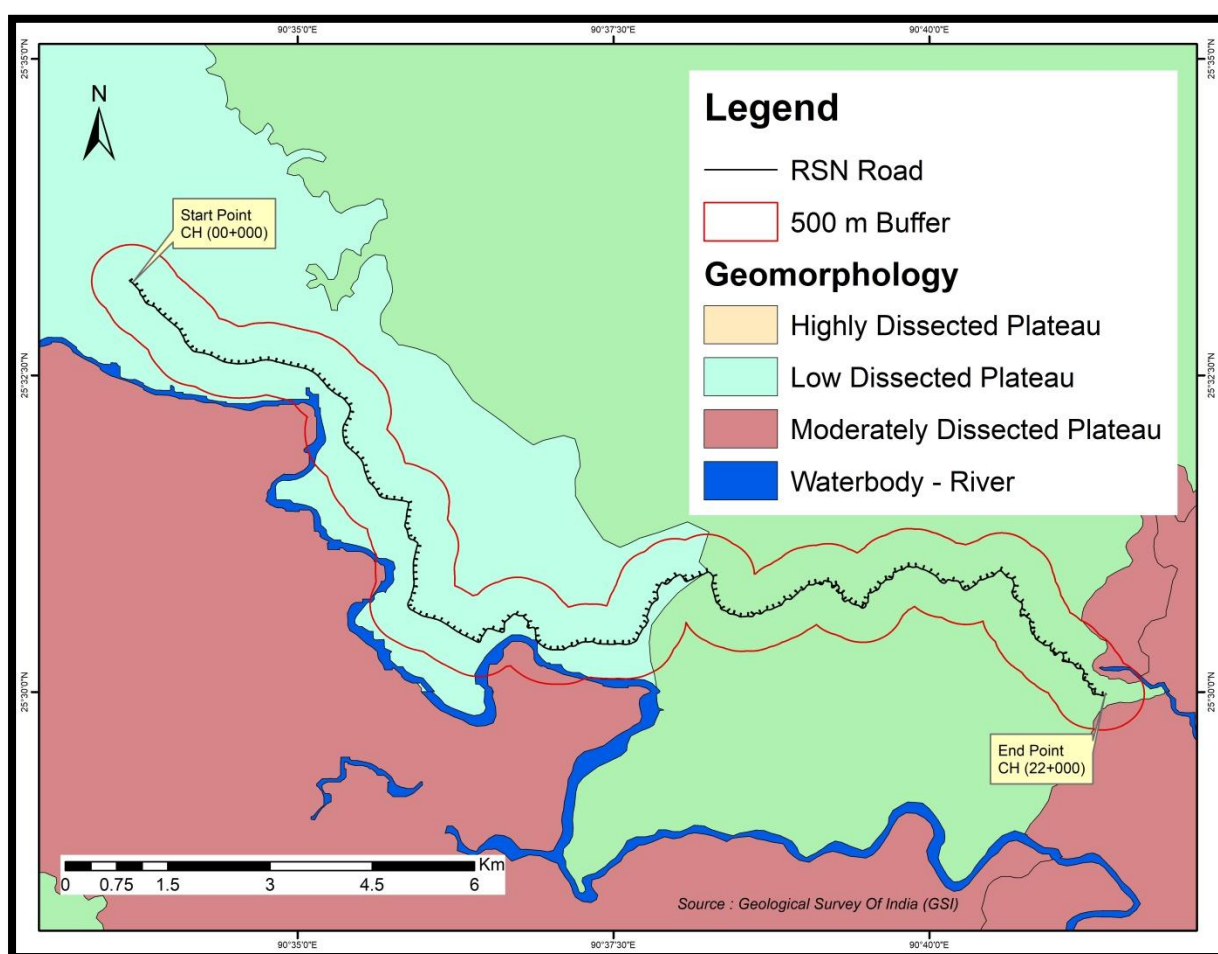 90°35'0"E 90°37'30"E 90°40'0"E
25°35'0"N 25°35'0"N
N
Legend
RSN Road
500 m Buffer
Geomorphology
Highly Dissected Plateau
Low Dissected Plateau
Moderately Dissected Plateau
Waterbody - River
Start Point
CH (00+000)
25°32'30"N 25°32'30"N
25°30'0"N 25°30'0"N
End Point
CH (22+000)
Km
0 0.75 1.5 3 4.5 6
Source : Geological Survey Of India (GSI)
90°35'0"E 90°37'30"E 90°40'0"E